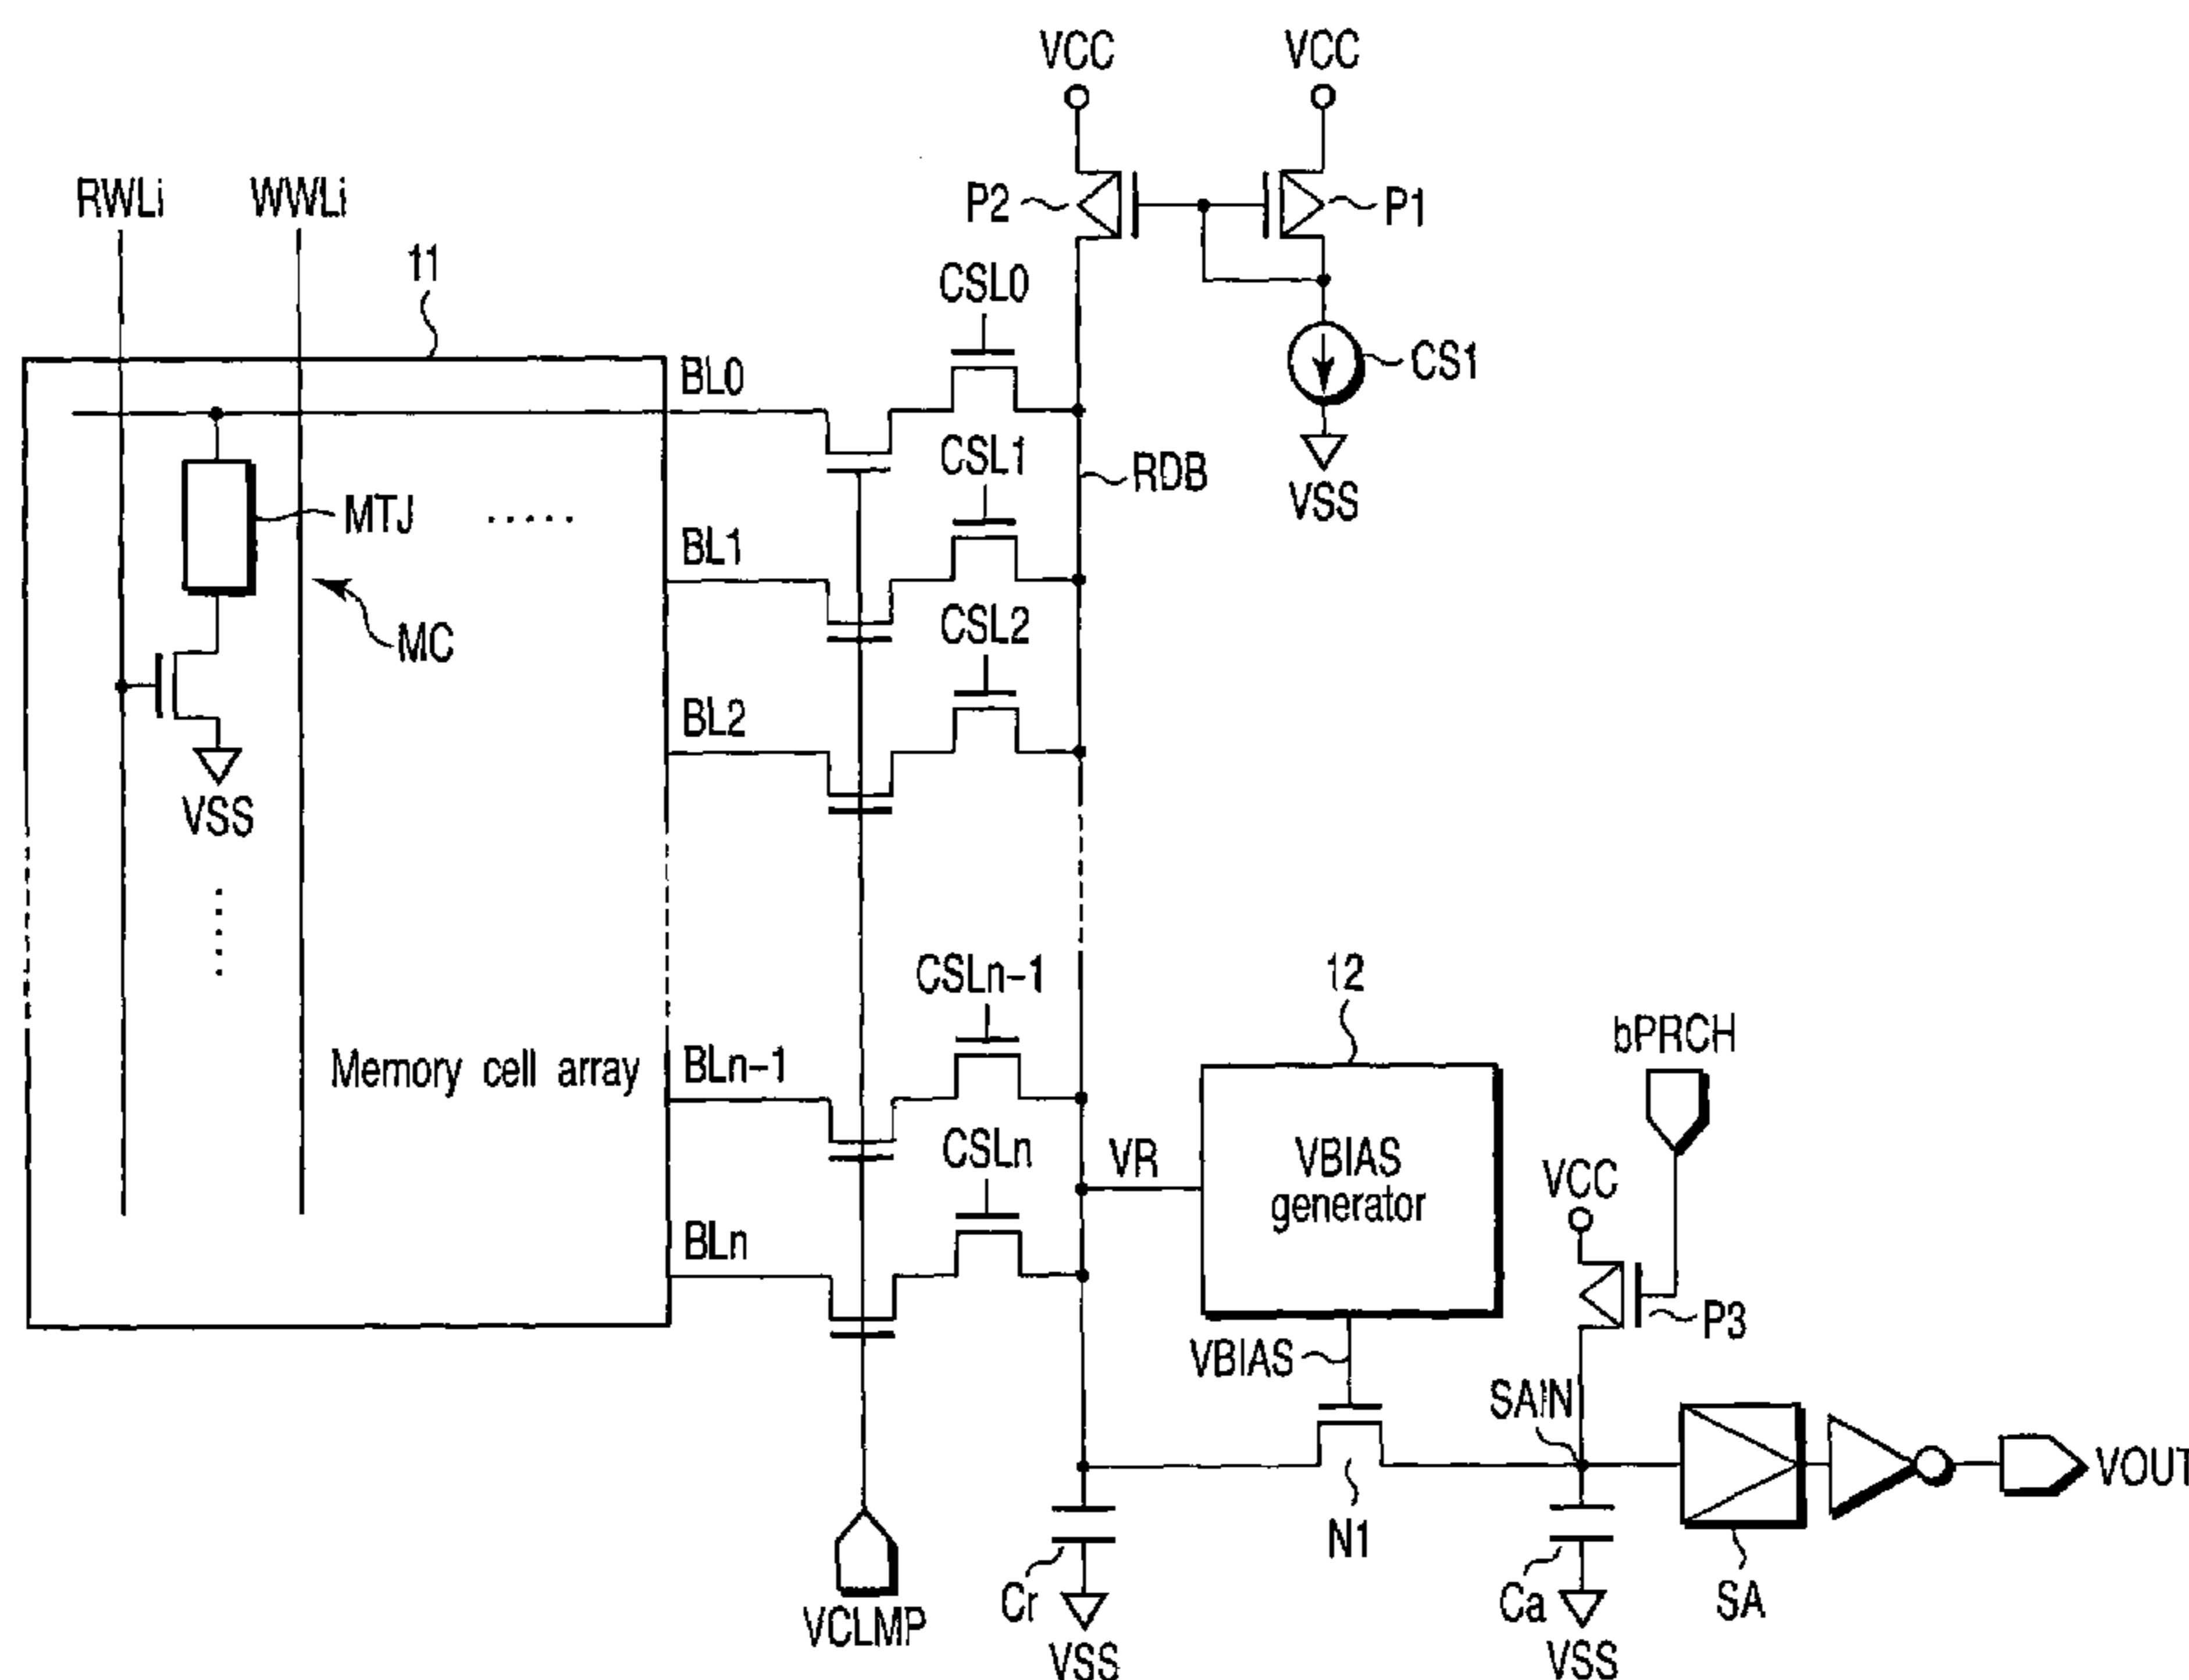 VCC
VCC
RWLi
WWLi
P2
P1
11
CSL0
BL0
CS1
CSL1
RDB
MTJ
.....
VSS
BL1
MC
CSL2
BL2
VSS
.....
CSLn-1
12
bPRCH
Memory cell array
BLn-1
CSLn
VR
VBIAS
generator
VCC
BLn
P3
VBIAS
SAIN
VOUT
N1
Cr
Ca
SA
VCLMP
VSS
VSS